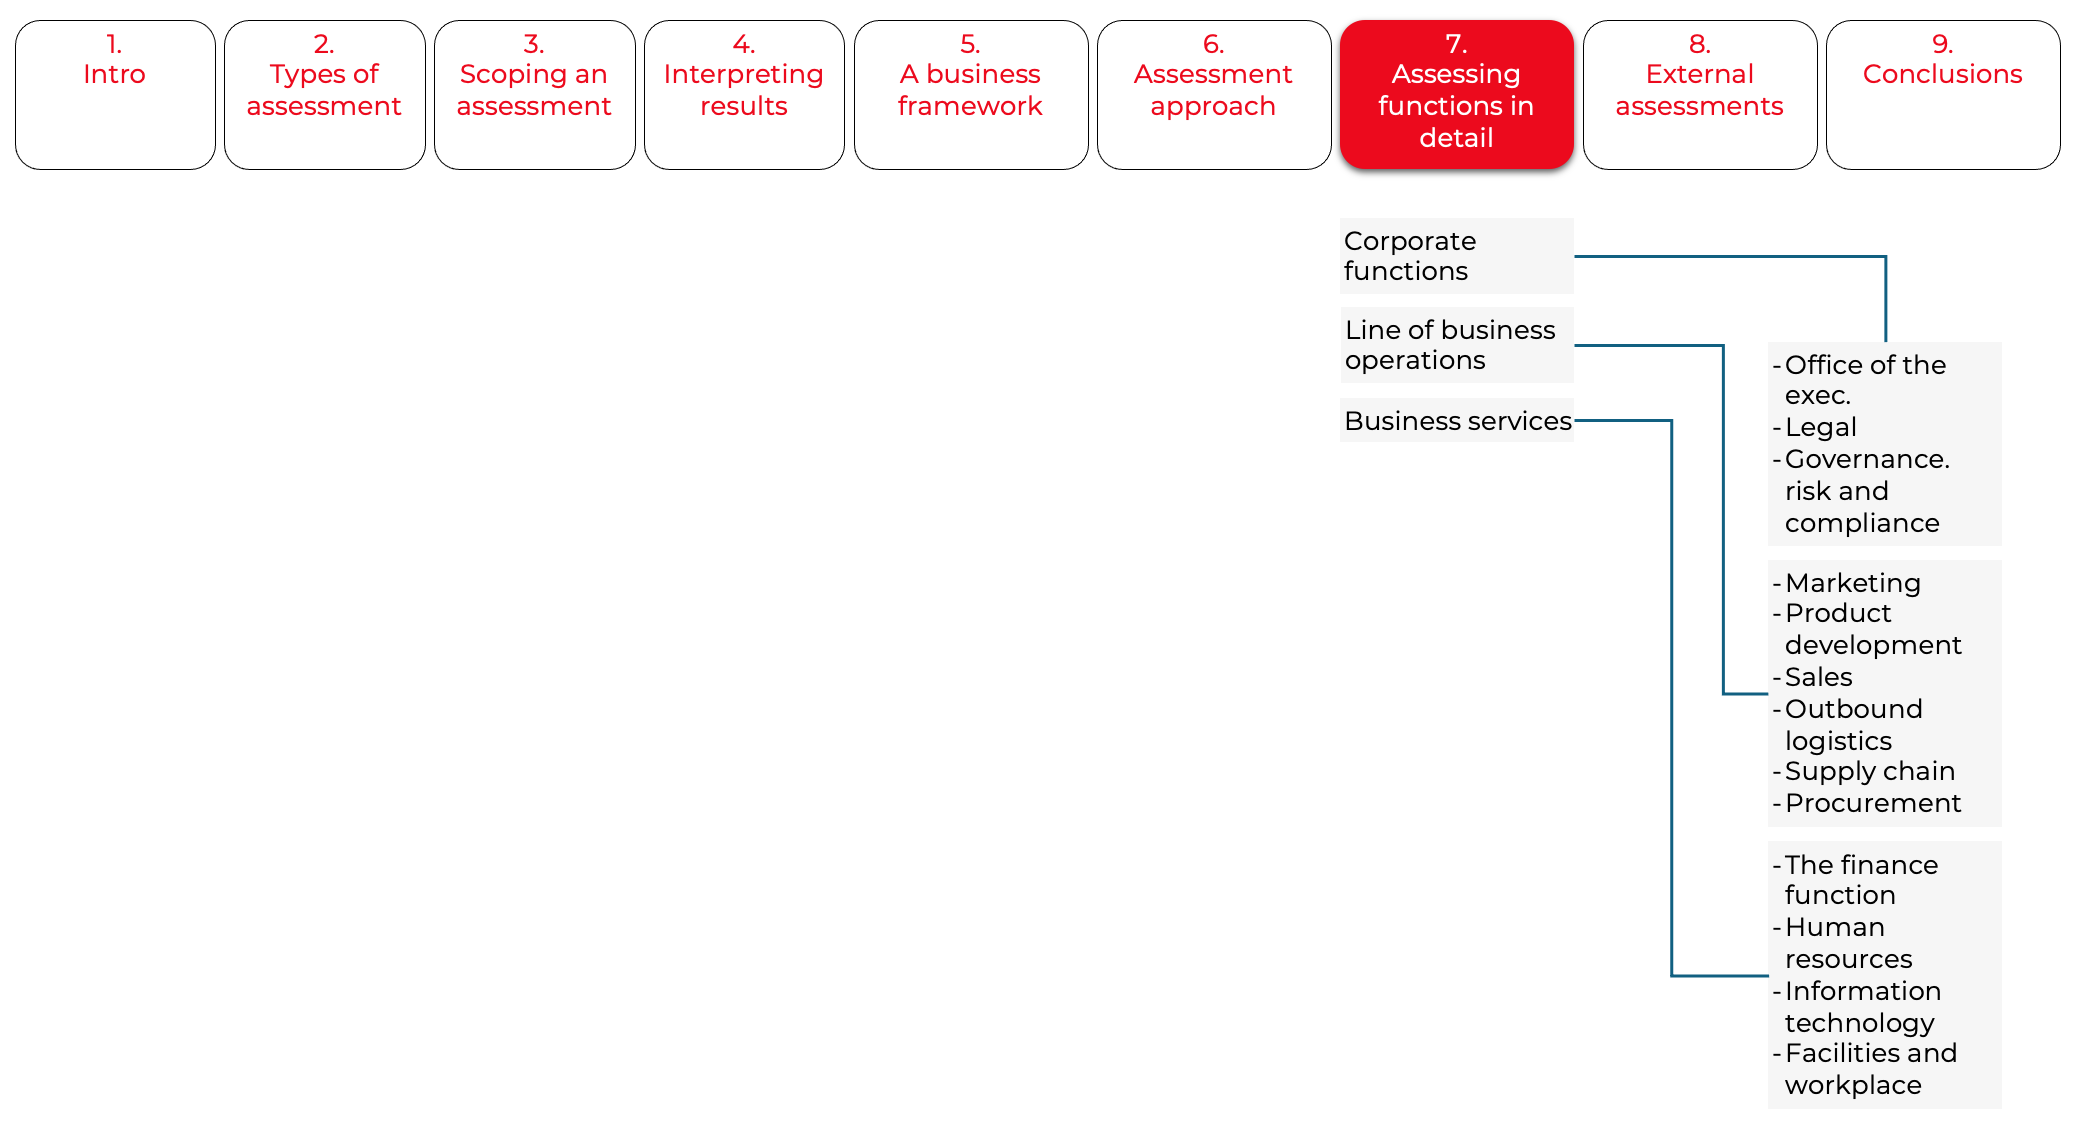 1.
Intro
2.
Types of
assessment
3.
Scoping an
assessment
4.
Interpreting
results
5.
A business
framework
6.
Assessment
approach
7.
Assessing
functions in
detail
8.
External
assessments
9.
Conclusions
Corporate
functions
Line of business
operations
Business services
-Office of the
exec.
-Legal
-Governance.
risk and
compliance
-Marketing
-Product
development
-Sales
-Outbound
logistics
-Supply chain
-Procurement
-The finance
function
-Human
resources
-Information
technology
-Facilities and
workplace